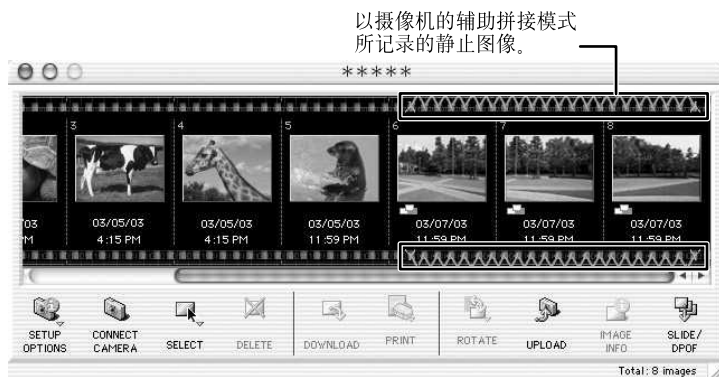 以摄像机的辅助拼接模式
所记录的静止图像。
*****
3 4 5 6 7 8
03/05/03 03/05/03 03/05/03 03/07/03 03/07/03 03/07/03
4:15 PM 4:15 PM 11:59 PM 11:59 PM 11:59 PM 11:59 PM
SETUP OPTIONS
CONNECT CAMERA
SELECT
DELETE
DOWNLOAD
PRINT
ROTATE
UPLOAD
IMAGE INFO
SLIDE/ DPOF
Total: 8 images